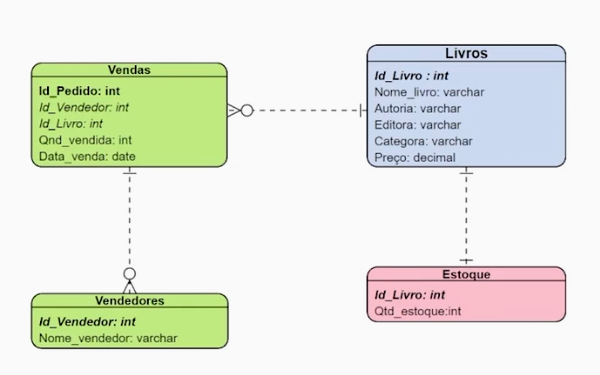 Vendas
Id_Pedido: int
Id_Vendedor: int
Id_Livro: int
Qnd_vendida: int
Data_venda: date
Livros
Id_Livro : int
Nome_livro: varchar
Autoria: varchar
Editora: varchar
Categora: varchar
Preço: decimal
Vendedores
Id_Vendedor: int
Nome_vendedor: varchar
Estoque
Id_Livro: int
Qtd_estoque:int